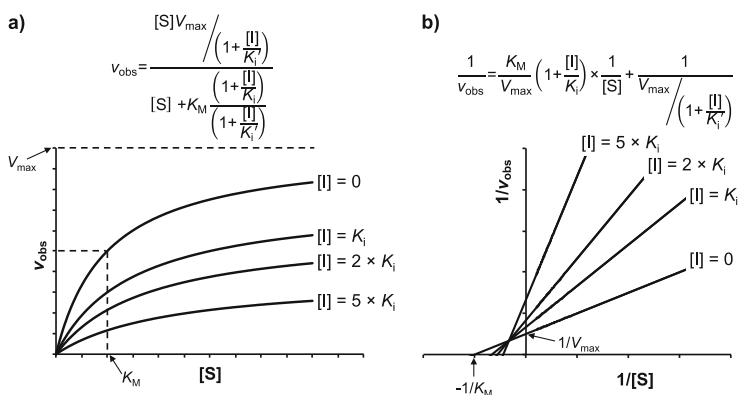 a)
v_obs = [S]V_max / (1+ [I]/K_i') / [S] + K_M (1+ [I]/K_i) / (1+ [I]/K_i')
V_max
[I] = 0
[I] = K_i
[I] = 2 × K_i
[I] = 5 × K_i
v_obs
K_M
[S]
b)
1/v_obs = K_M/V_max (1+ [I]/K_i) × 1/[S] + 1 / V_max / (1+ [I]/K_i')
[I] = 5 × K_i
[I] = 2 × K_i
[I] = K_i
[I] = 0
1/v_obs
1/V_max
-1/K_M
1/[S]